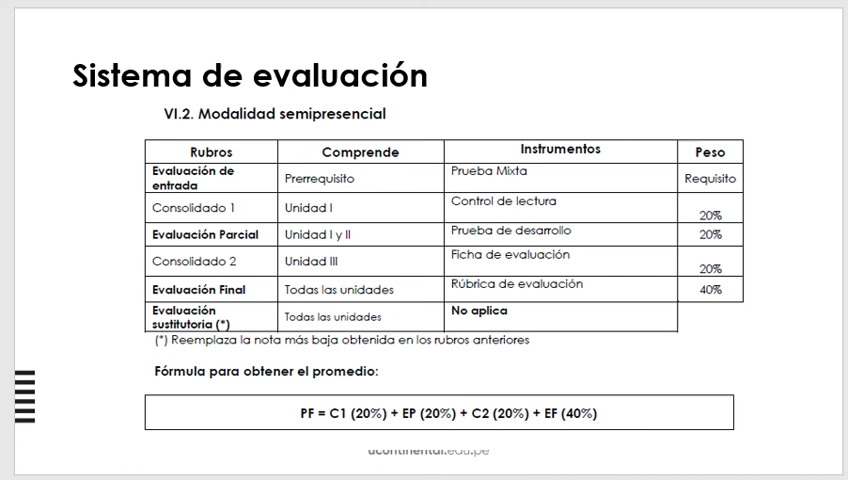 Sistema de evaluación
VI.2. Modalidad semipresencial
Rubros Comprende Instrumentos Peso
Evaluación de entrada Prerrequisito Prueba Mixta Requisito
Consolidado 1 Unidad I Control de lectura 20%
Evaluación Parcial Unidad I y II Prueba de desarrollo 20%
Consolidado 2 Unidad III Ficha de evaluación 20%
Evaluación Final Todas las unidades Rúbrica de evaluación 40%
Evaluación sustitutoria (*) Todas las unidades No aplica
(*) Reemplaza la nota más baja obtenida en los rubros anteriores
Fórmula para obtener el promedio:
PF = C1 (20%) + EP (20%) + C2 (20%) + EF (40%)
ucontinental.edu.pe